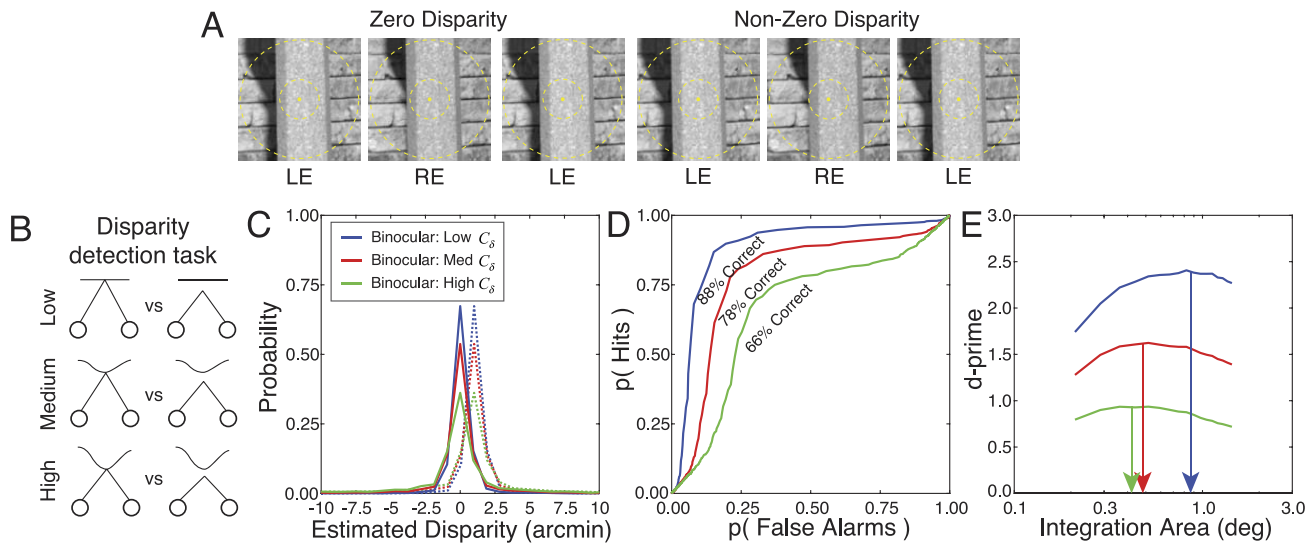 A
Zero Disparity
Non-Zero Disparity
LE
RE
LE
LE
RE
LE
B
Disparity
detection task
Low
vs
Medium
vs
High
vs
C
Probability
1.00
0.75
0.50
0.25
0.00
Binocular: Low Cδ
Binocular: Med Cδ
Binocular: High Cδ
-10 -7.5 -5 -2.5 0 2.5 5 7.5 10
Estimated Disparity (arcmin)
D
p( Hits )
1.00
0.75
0.50
0.25
0.00
88% Correct
78% Correct
66% Correct
0.00 0.25 0.50 0.75 1.00
p( False Alarms )
E
d-prime
3.0
2.5
2.0
1.5
1.0
0.5
0.0
0.1 0.3 1.0 3.0
Integration Area (deg)